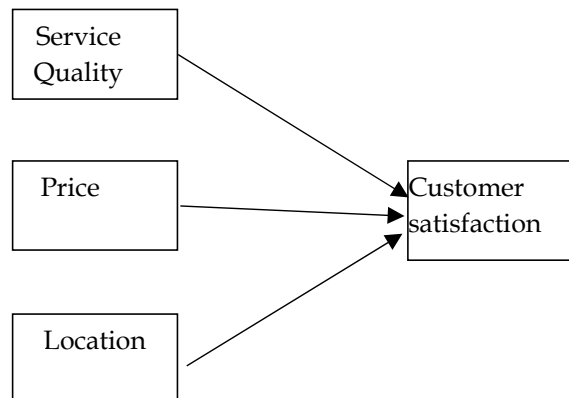 Service
Quality
Price
Customer
satisfaction
Location